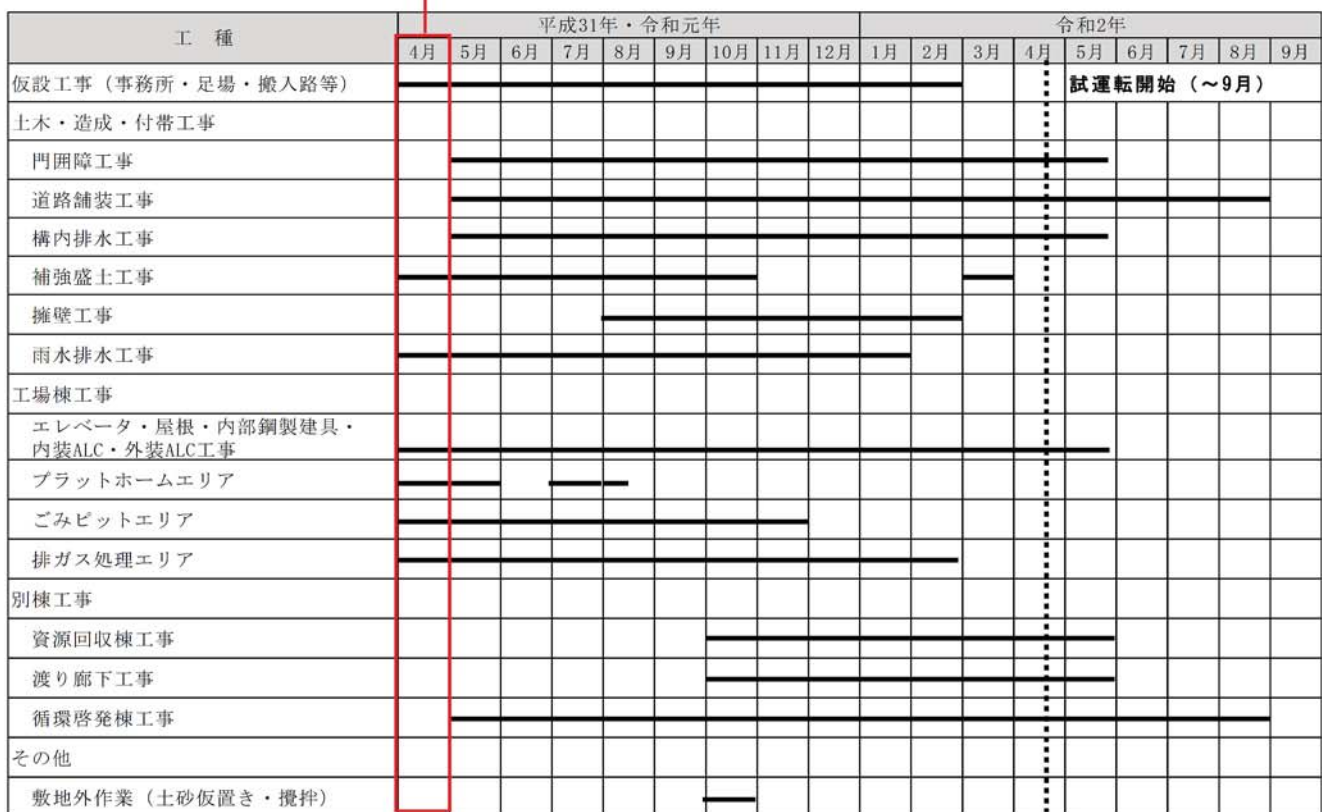 工　種
平成31年・令和元年
令和2年
4月 5月 6月 7月 8月 9月 10月 11月 12月 1月 2月 3月 4月 5月 6月 7月 8月 9月
仮設工事（事務所・足場・搬入路等）
試運転開始（～9月）
土木・造成・付帯工事
門囲障工事
道路舗装工事
構内排水工事
補強盛土工事
擁壁工事
雨水排水工事
工場棟工事
エレベータ・屋根・内部鋼製建具・
内装ALC・外装ALC工事
プラットホームエリア
ごみピットエリア
排ガス処理エリア
別棟工事
資源回収棟工事
渡り廊下工事
循環啓発棟工事
その他
敷地外作業（土砂仮置き・攪拌）